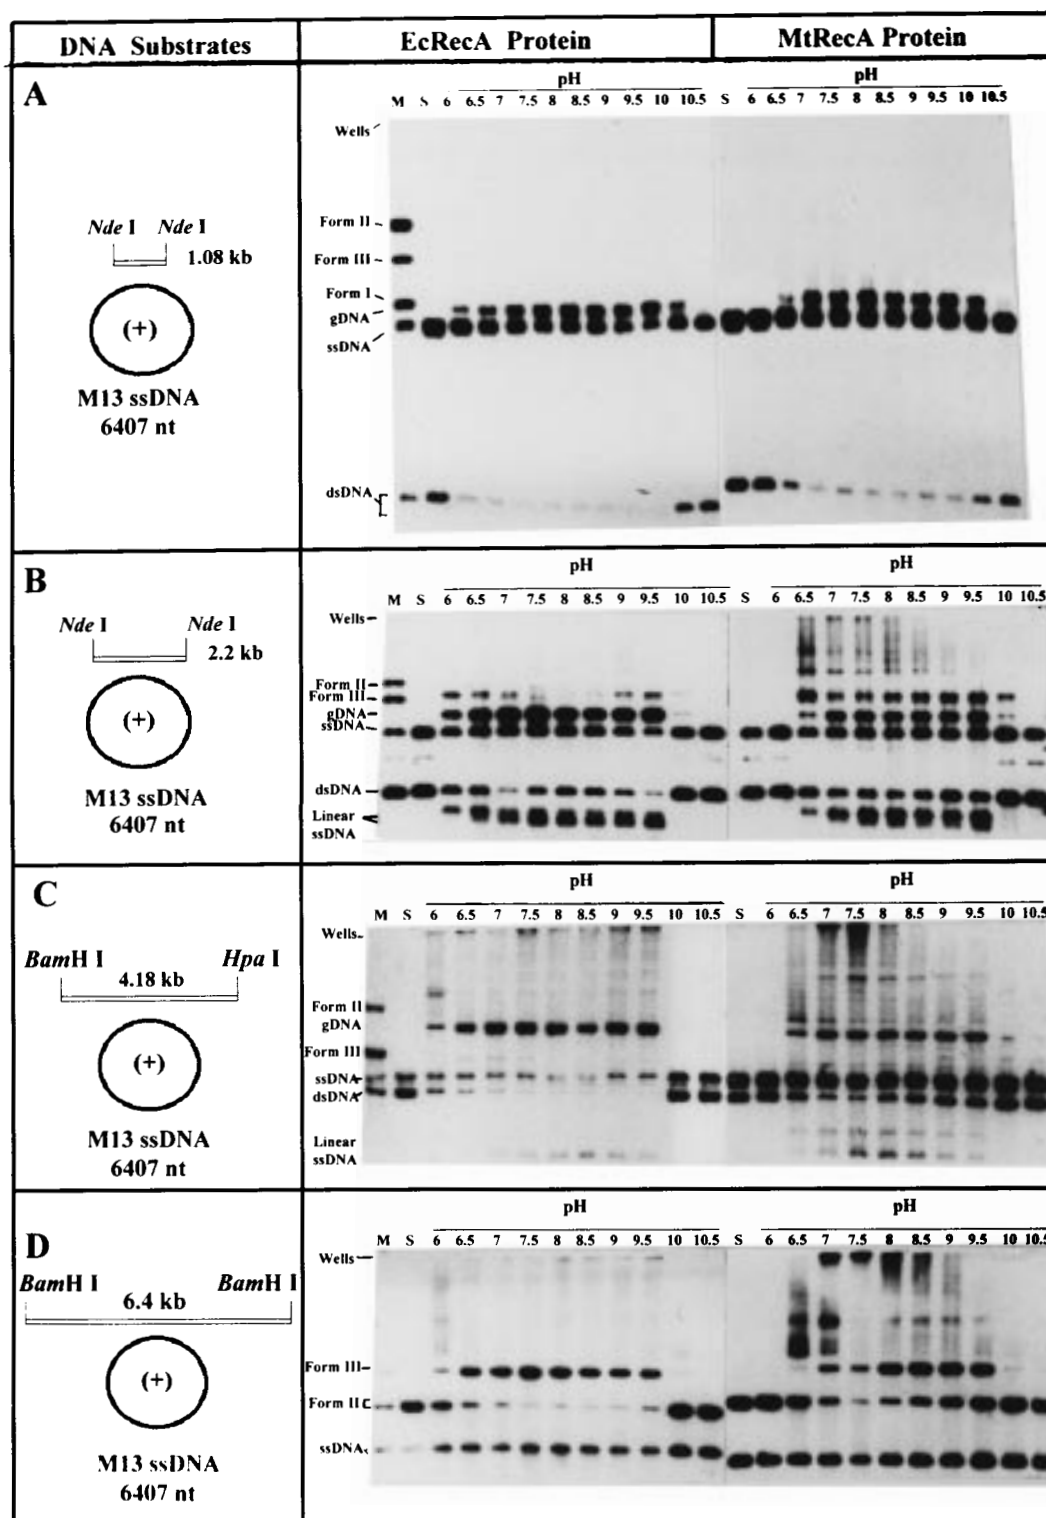 DNA Substrates EcRecA Protein MtRecA Protein
A
pH pH
M S 6 6.5 7 7.5 8 8.5 9 9.5 10 10.5 S 6 6.5 7 7.5 8 8.5 9 9.5 10 10.5
Wells
Form II
Form III
Form I
gDNA
ssDNA
dsDNA
Nde I Nde I
1.08 kb
(+)
M13 ssDNA
6407 nt
B
pH pH
M S 6 6.5 7 7.5 8 8.5 9 9.5 10 10.5 S 6 6.5 7 7.5 8 8.5 9 9.5 10 10.5
Wells
Form II
Form III
gDNA
ssDNA
dsDNA
Linear
ssDNA
Nde I Nde I
2.2 kb
(+)
M13 ssDNA
6407 nt
C
pH pH
M S 6 6.5 7 7.5 8 8.5 9 9.5 10 10.5 S 6 6.5 7 7.5 8 8.5 9 9.5 10 10.5
Wells
Form II
gDNA
Form III
ssDNA
dsDNA
Linear
ssDNA
BamH I Hpa I
4.18 kb
(+)
M13 ssDNA
6407 nt
D
pH pH
M S 6 6.5 7 7.5 8 8.5 9 9.5 10 10.5 S 6 6.5 7 7.5 8 8.5 9 9.5 10 10.5
Wells
Form III
Form II
ssDNA
BamH I BamH I
6.4 kb
(+)
M13 ssDNA
6407 nt